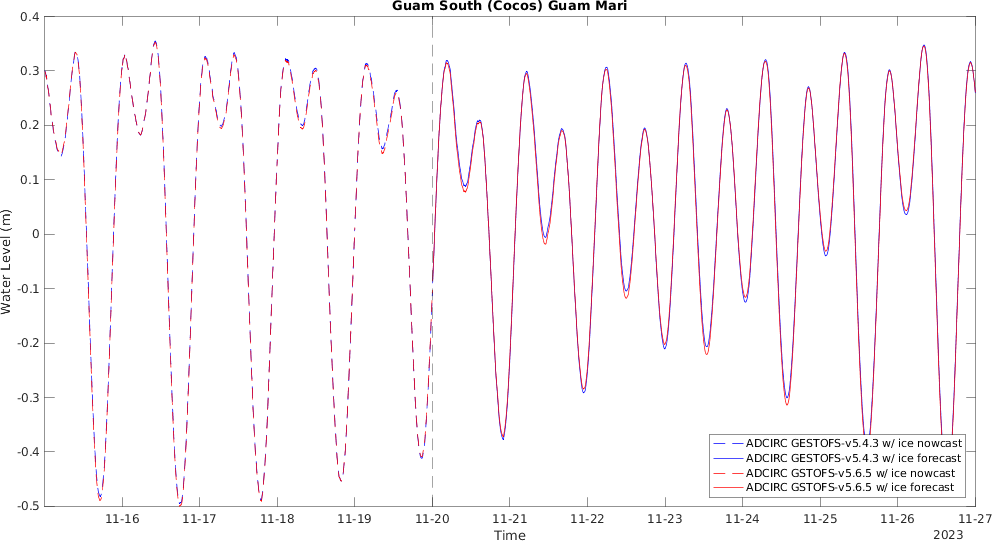 Guam South (Cocos) Guam Mari
0.4
0.3
0.2
0.1
0
-0.1
-0.2
-0.3
-0.4
-0.5
Water Level (m)
ADCIRC GESTOFS-v5.4.3 w/ ice nowcast
ADCIRC GESTOFS-v5.4.3 w/ ice forecast
ADCIRC GSTOFS-v5.6.5 w/ ice nowcast
ADCIRC GSTOFS-v5.6.5 w/ ice forecast
11-16 11-17 11-18 11-19 11-20 11-21 11-22 11-23 11-24 11-25 11-26 11-27
Time
2023